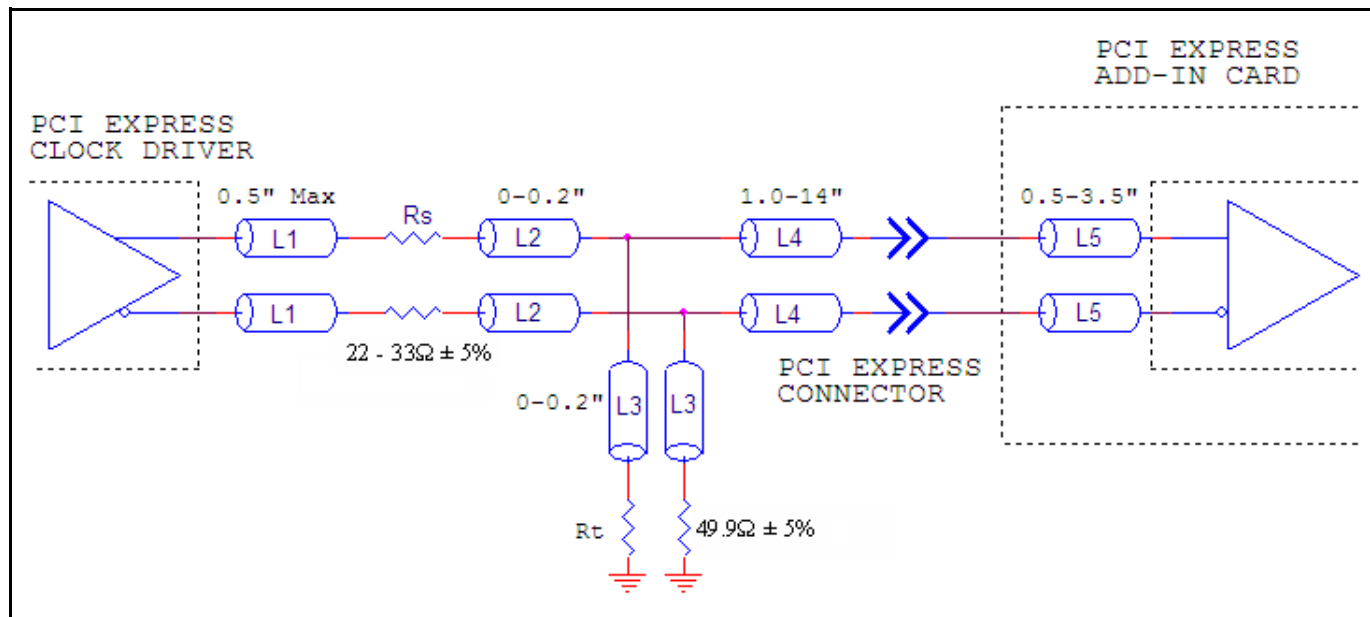 PCI EXPRESS
ADD-IN CARD
PCI EXPRESS
CLOCK DRIVER
0.5" Max
Rs
0-0.2"
1.0-14"
0.5-3.5"
L1
L2
L4
L5
L1
L2
L4
L5
22 - 33Ω ± 5%
PCI EXPRESS
CONNECTOR
0-0.2"
L3
L3
Rt
49.9Ω ± 5%